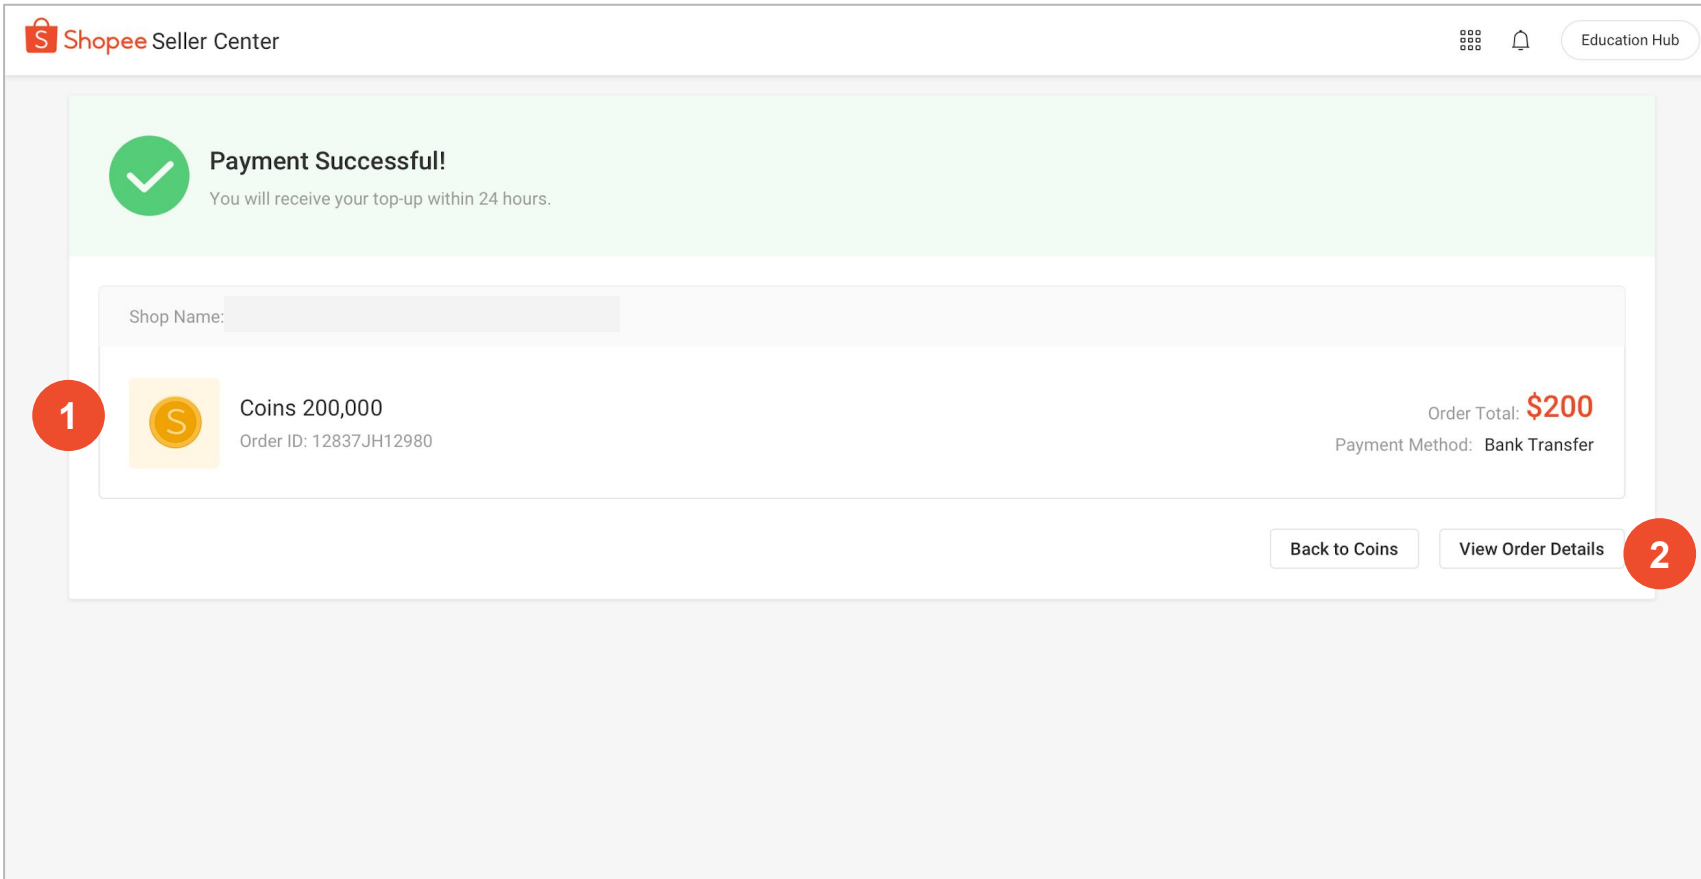 S Shopee Seller Center
Education Hub
Payment Successful!
You will receive your top-up within 24 hours.
Shop Name:
1
S
Coins 200,000
Order ID: 12837JH12980
Order Total: $200
Payment Method: Bank Transfer
Back to Coins
View Order Details
2